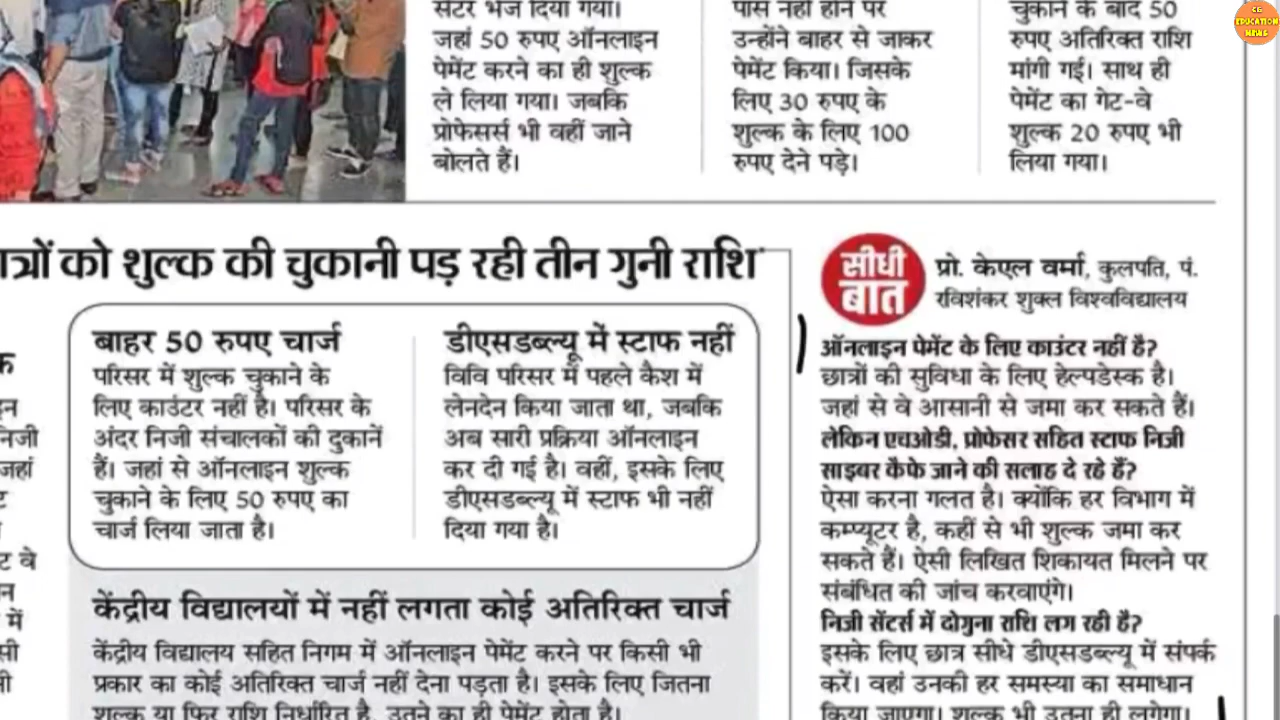 सेंटर भेज दिया गया।
जहां 50 रुपए ऑनलाइन
पेमेंट करने का ही शुल्क
ले लिया गया। जबकि
प्रोफेसर्स भी वहीं जाने
बोलते हैं।
पास नहीं होने पर
उन्होंने बाहर से जाकर
पेमेंट किया। जिसके
लिए 30 रुपए के
शुल्क के लिए 100
रुपए देने पड़े।
चुकाने के बाद 50
रुपए अतिरिक्त राशि
मांगी गई। साथ ही
पेमेंट का गेट-वे
शुल्क 20 रुपए भी
लिया गया।
CG
EDUCATION
NEWS
को शुल्क की चुकानी पड़ रही तीन गुनी राशि
बाहर 50 रुपए चार्ज
परिसर में शुल्क चुकाने के
लिए काउंटर नहीं है। परिसर के
अंदर निजी संचालकों की दुकानें
हैं। जहां से ऑनलाइन शुल्क
चुकाने के लिए 50 रुपए का
चार्ज लिया जाता है।
डीएसडब्ल्यू में स्टाफ नहीं
विवि परिसर में पहले कैश में
लेनदेन किया जाता था, जबकि
अब सारी प्रक्रिया ऑनलाइन
कर दी गई है। वहीं, इसके लिए
डीएसडब्ल्यू में स्टाफ भी नहीं
दिया गया है।
केंद्रीय विद्यालयों में नहीं लगता कोई अतिरिक्त चार्ज
केंद्रीय विद्यालय सहित निगम में ऑनलाइन पेमेंट करने पर किसी भी
प्रकार का कोई अतिरिक्त चार्ज नहीं देना पड़ता है। इसके लिए जितना
शुल्क या फिर राशि निर्धारित है, उतने का ही पेमेंट होता है।
सीधी
बात
प्रो. केएल वर्मा, कुलपति, पं.
रविशंकर शुक्ल विश्वविद्यालय
ऑनलाइन पेमेंट के लिए काउंटर नहीं है?
छात्रों की सुविधा के लिए हेल्पडेस्क है।
जहां से वे आसानी से जमा कर सकते हैं।
लेकिन एचओडी, प्रोफेसर सहित स्टाफ निजी
साइबर कैफे जाने की सलाह दे रहे हैं?
ऐसा करना गलत है। क्योंकि हर विभाग में
कम्प्यूटर है, कहीं से भी शुल्क जमा कर
सकते हैं। ऐसी लिखित शिकायत मिलने पर
संबंधित की जांच करवाएंगे।
निजी सेंटर्स में दोगुना राशि लग रही है?
इसके लिए छात्र सीधे डीएसडब्ल्यू में संपर्क
करें। वहां उनकी हर समस्या का समाधान
किया जाएगा। शुल्क भी उतना ही लगेगा।